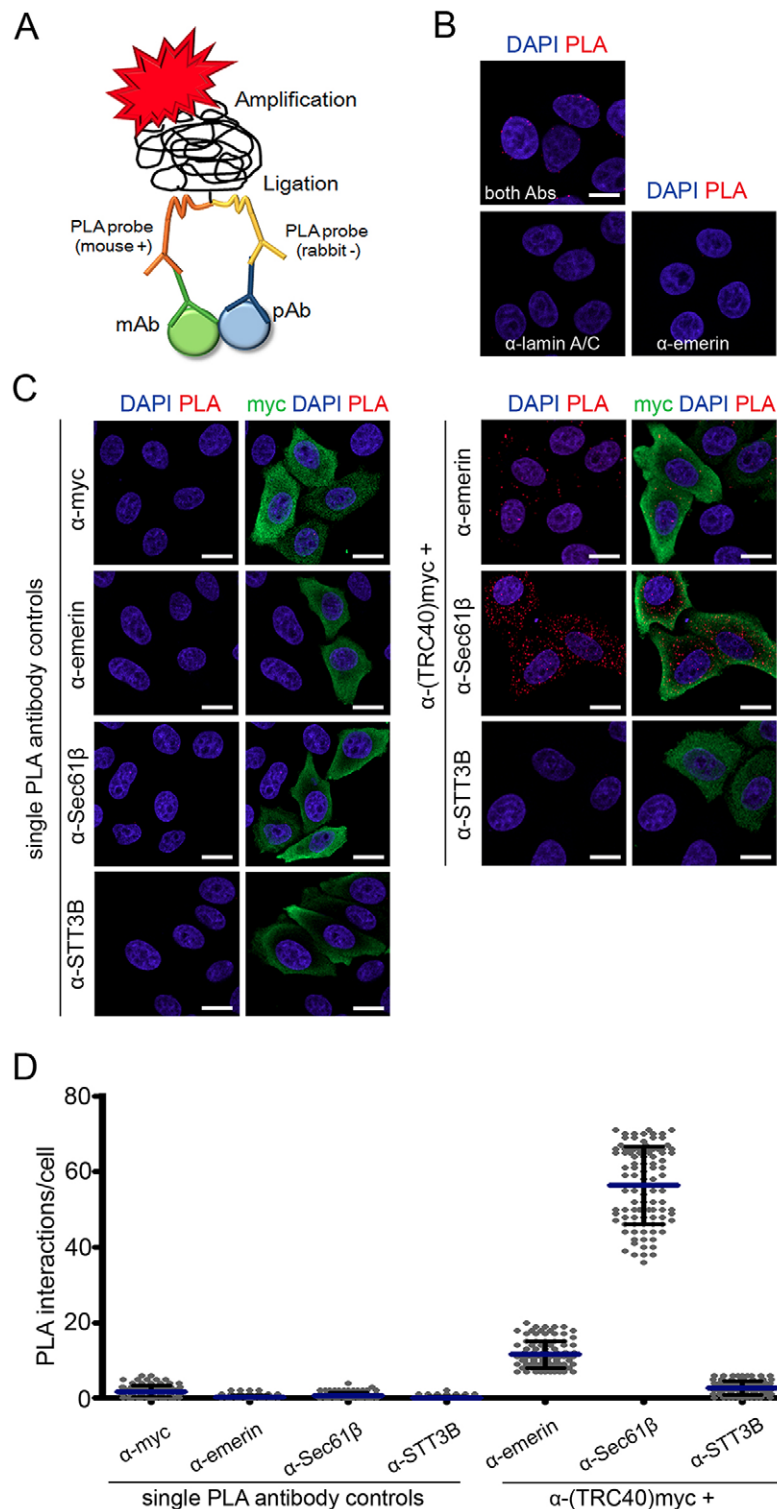 A
Amplification
Ligation
PLA probe
(mouse +)
PLA probe
(rabbit -)
mAb
pAb
B
DAPI PLA
both Abs
DAPI PLA
α-lamin A/C
α-emerin
C
DAPI PLA
myc DAPI PLA
single PLA antibody controls
α-myc
α-emerin
α-Sec61β
α-STT3B
DAPI PLA
myc DAPI PLA
α-(TRC40)myc +
α-emerin
α-Sec61β
α-STT3B
D
PLA interactions/cell
80
60
40
20
0
α-myc
α-emerin
α-Sec61β
α-STT3B
α-emerin
α-Sec61β
α-STT3B
single PLA antibody controls
α-(TRC40)myc +